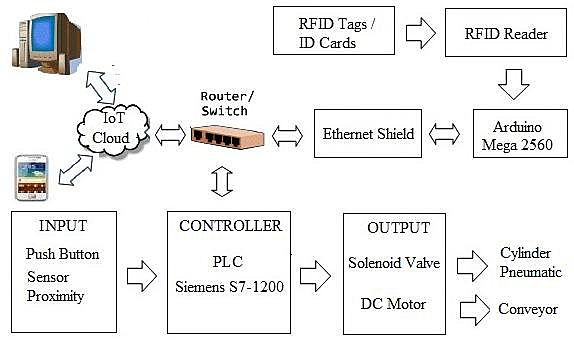 RFID Tags /
ID Cards
RFID Reader
IoT
Cloud
Router/
Switch
Ethernet Shield
Arduino
Mega 2560
INPUT
Push Button
Sensor
Proximity
CONTROLLER
PLC
Siemens S7-1200
OUTPUT
Solenoid Valve
DC Motor
Cylinder
Pneumatic
Conveyor